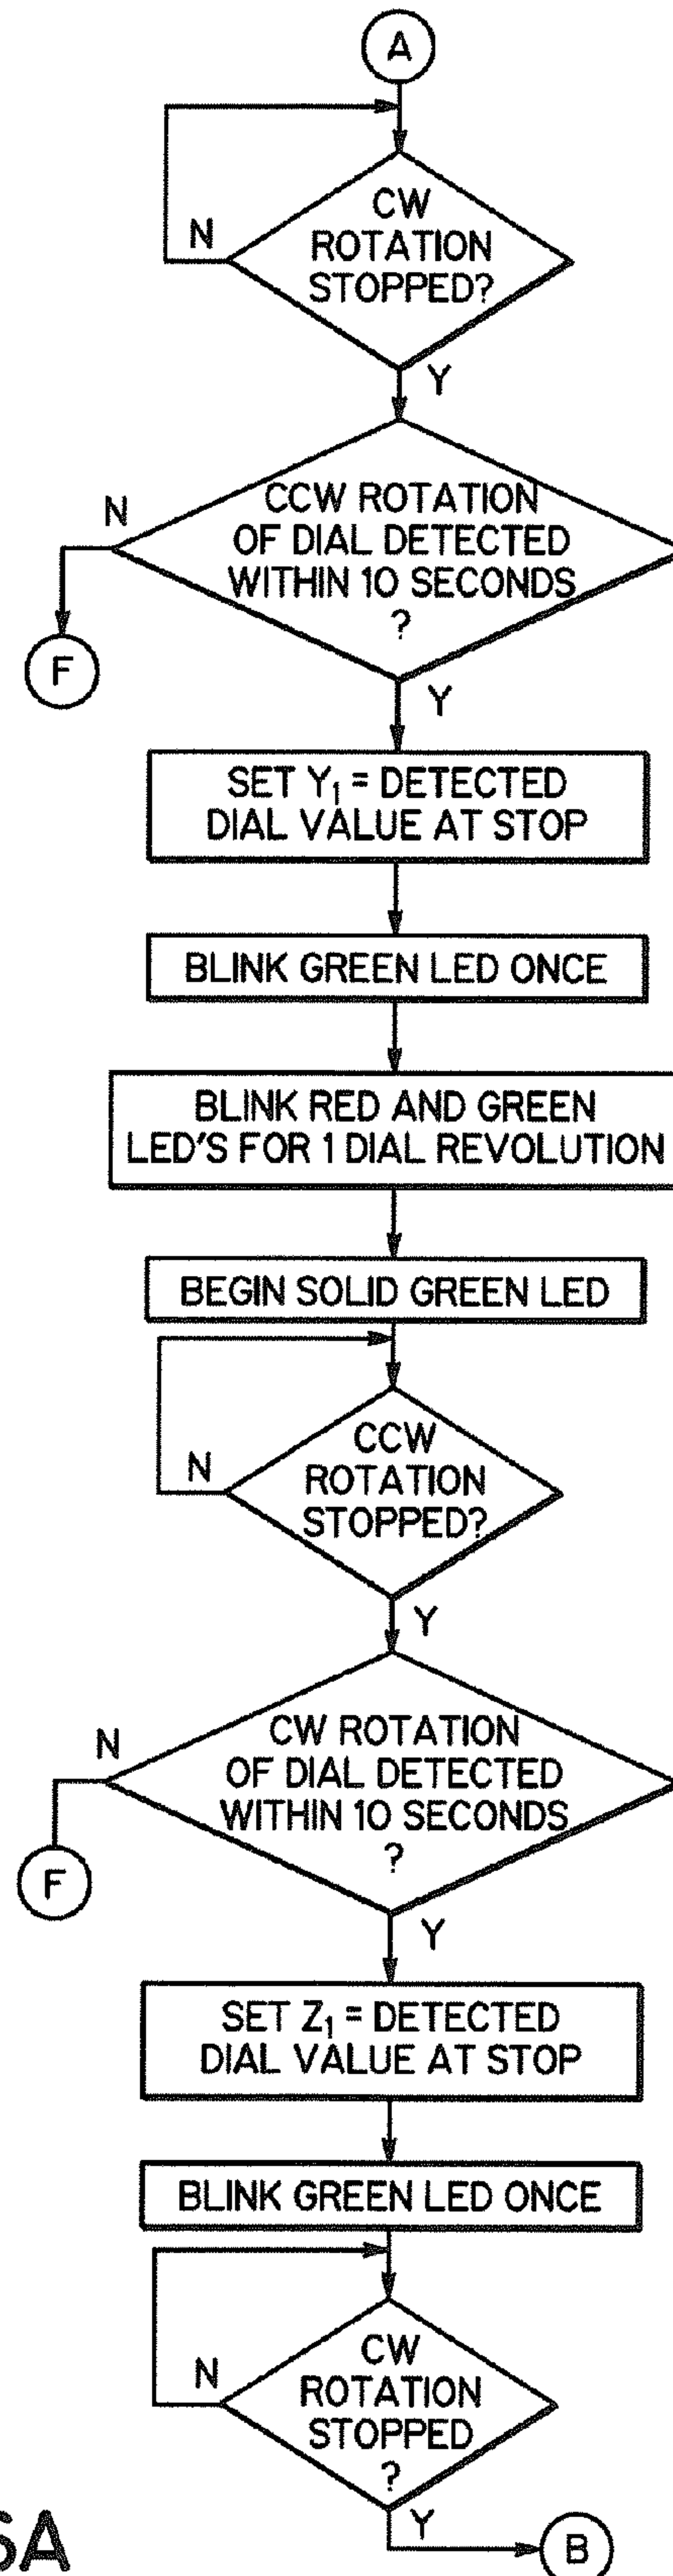 A
CW
ROTATION
STOPPED?
N
Y
CCW ROTATION
OF DIAL DETECTED
WITHIN 10 SECONDS
?
N
F
Y
SET Y₁ = DETECTED
DIAL VALUE AT STOP
BLINK GREEN LED ONCE
BLINK RED AND GREEN
LED'S FOR 1 DIAL REVOLUTION
BEGIN SOLID GREEN LED
CCW
ROTATION
STOPPED?
N
Y
CW ROTATION
OF DIAL DETECTED
WITHIN 10 SECONDS
?
N
F
Y
SET Z₁ = DETECTED
DIAL VALUE AT STOP
BLINK GREEN LED ONCE
CW
ROTATION
STOPPED
?
N
Y
B
6A